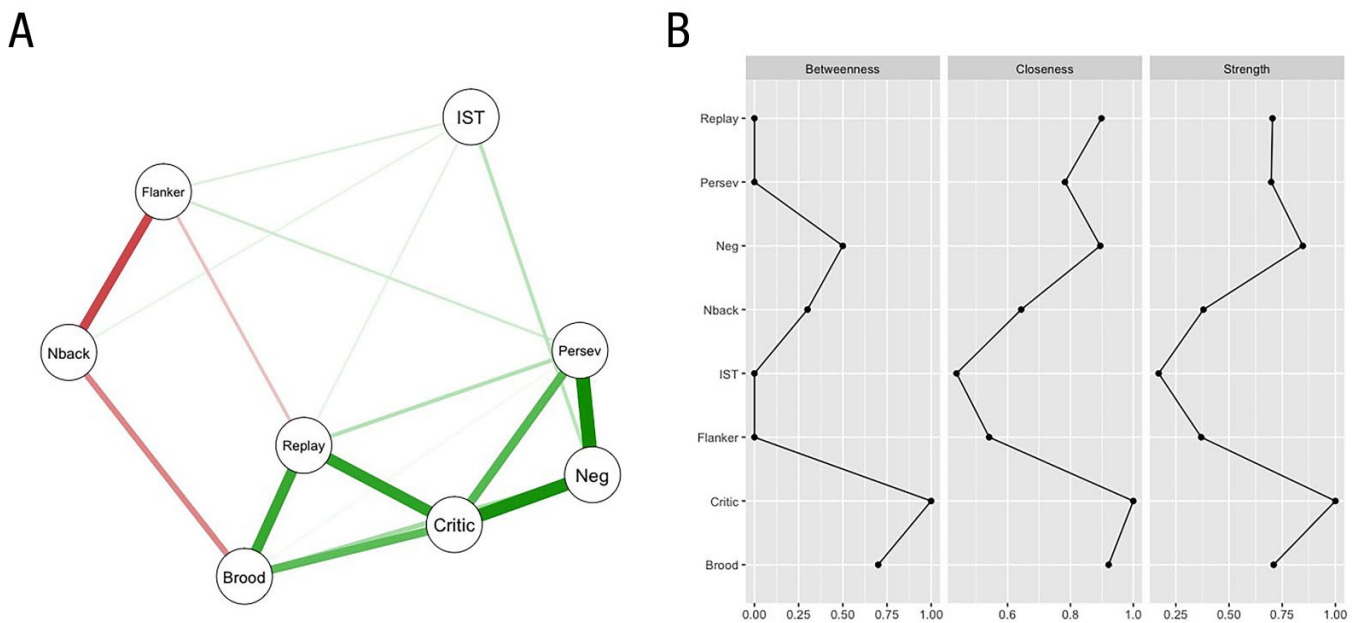 A
IST
Flanker
Nback
Persev
Replay
Neg
Critic
Brood
B
Betweenness Closeness Strength
Replay
Persev
Neg
Nback
IST
Flanker
Critic
Brood
0.00 0.25 0.50 0.75 1.00 0.6 0.8 1.0 0.25 0.50 0.75 1.00